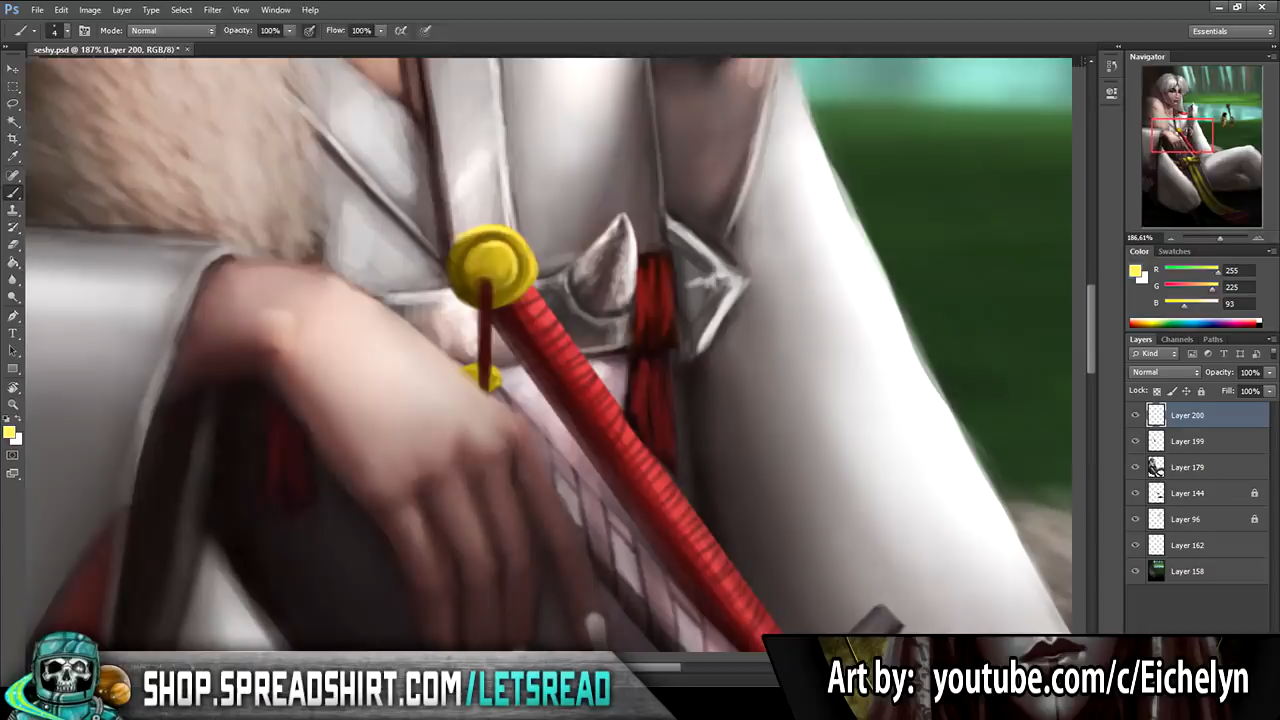 Ps File Edit Image Layer Type Select Filter View Window Help
4 Mode: Normal Opacity: 100% Flow: 100% Essentials
seshy.psd @ 187% (Layer 200, RGB/8) * ×
Navigator
186.61%
Color Swatches
R 255
G 225
B 93
Layers Channels Paths
Kind
Normal Opacity: 100%
Lock: Fill: 100%
Layer 200
Layer 199
Layer 179
Layer 144
Layer 96
Layer 162
Layer 158
SHOP.SPREADSHIRT.COM/LETSREAD
Art by: youtube.com/c/Eichelyn